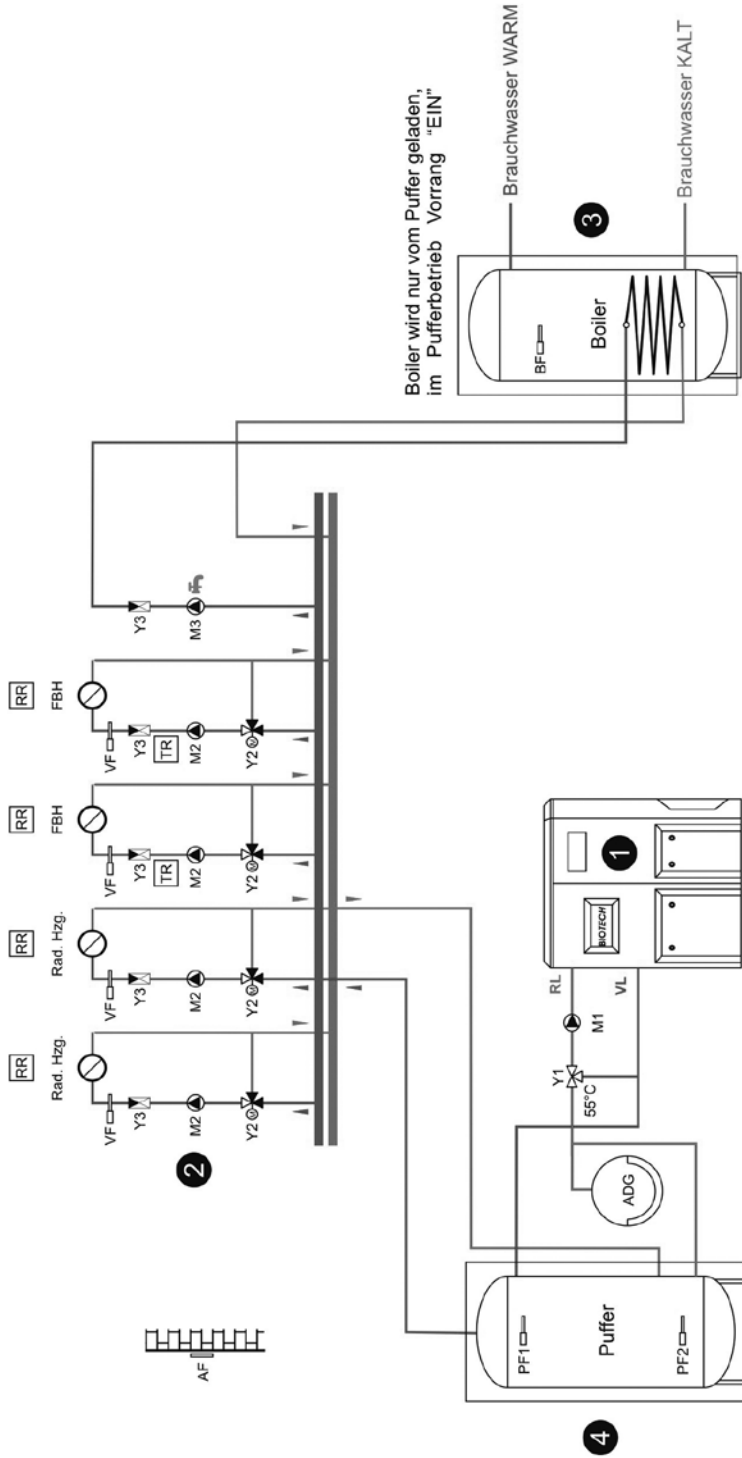 RR
RR
RR
RR
Rad. Hzg.
Rad. Hzg.
FBH
FBH
VF
VF
VF
VF
Y3
Y3
Y3
Y3
Y3
TR
TR
M2
M2
M2
M2
M3
Y2 M
Y2 M
Y2 M
Y2 M
2
AF
Boiler wird nur vom Puffer geladen,
im Pufferbetrieb Vorrang "EIN"
Brauchwasser WARM
BF
Boiler
3
Brauchwasser KALT
4
PF1
Puffer
PF2
ADG
Y1
55°C
M1
RL
VL
BIOTECH
1